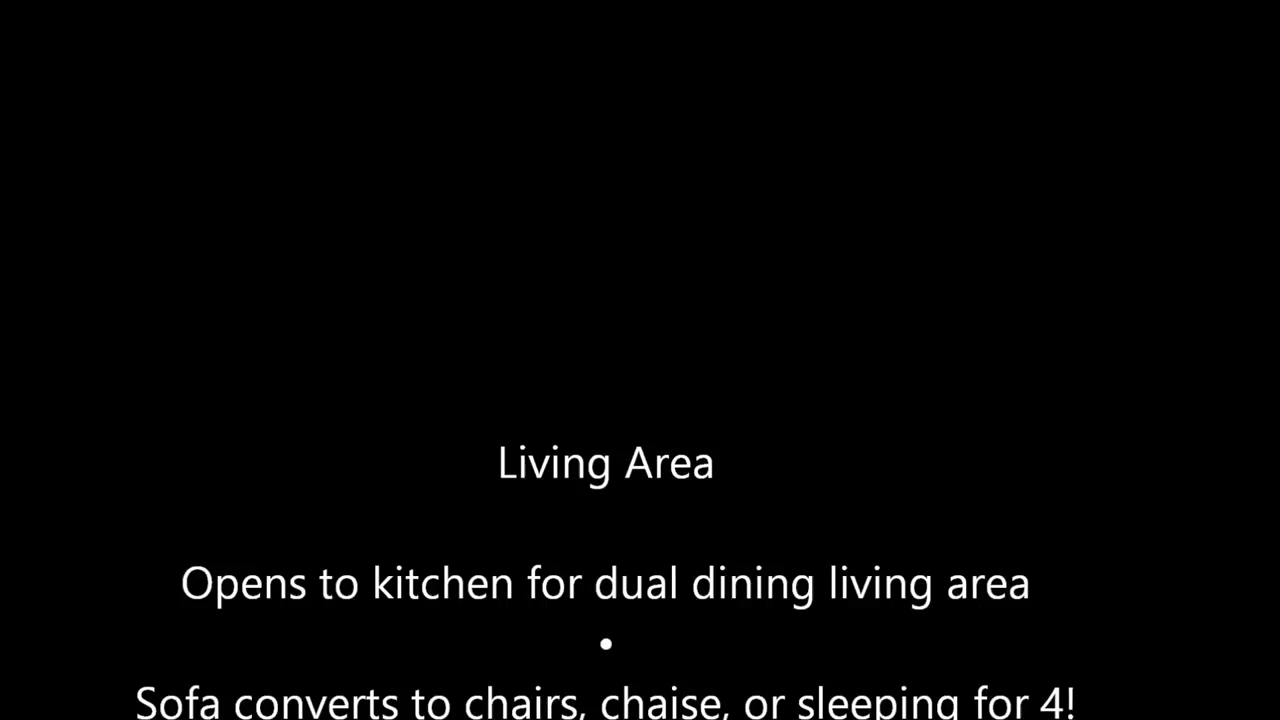 Living Area
Opens to kitchen for dual dining living area
•
Sofa converts to chairs, chaise, or sleeping for 4!